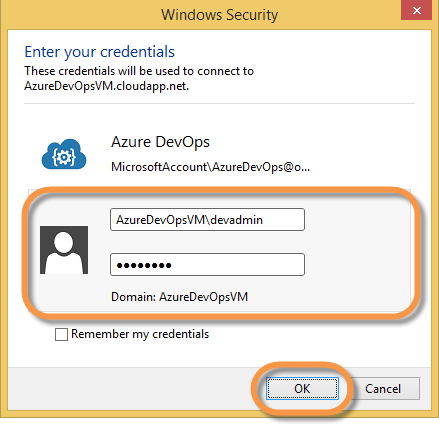 Windows Security
Enter your credentials
These credentials will be used to connect to
AzureDevOpsVM.cloudapp.net.
Azure DevOps
MicrosoftAccount\AzureDevOps@o...
AzureDevOpsVM\devadmin
●●●●●●●●
Domain: AzureDevOpsVM
Remember my credentials
OK
Cancel